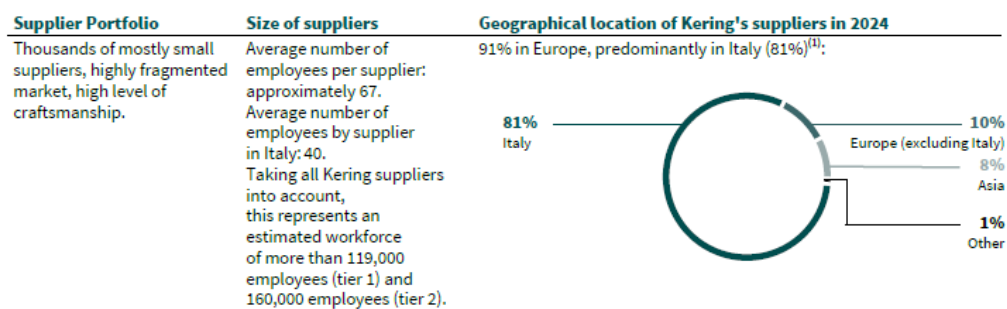 Supplier Portfolio
Thousands of mostly small
suppliers, highly fragmented
market, high level of
craftsmanship.
Size of suppliers
Average number of
employees per supplier:
approximately 67.
Average number of
employees by supplier
in Italy: 40.
Taking all Kering suppliers
into account,
this represents an
estimated workforce
of more than 119,000
employees (tier 1) and
160,000 employees (tier 2).
Geographical location of Kering's suppliers in 2024
91% in Europe, predominantly in Italy (81%)(1):
81%
Italy
10%
Europe (excluding Italy)
8%
Asia
1%
Other